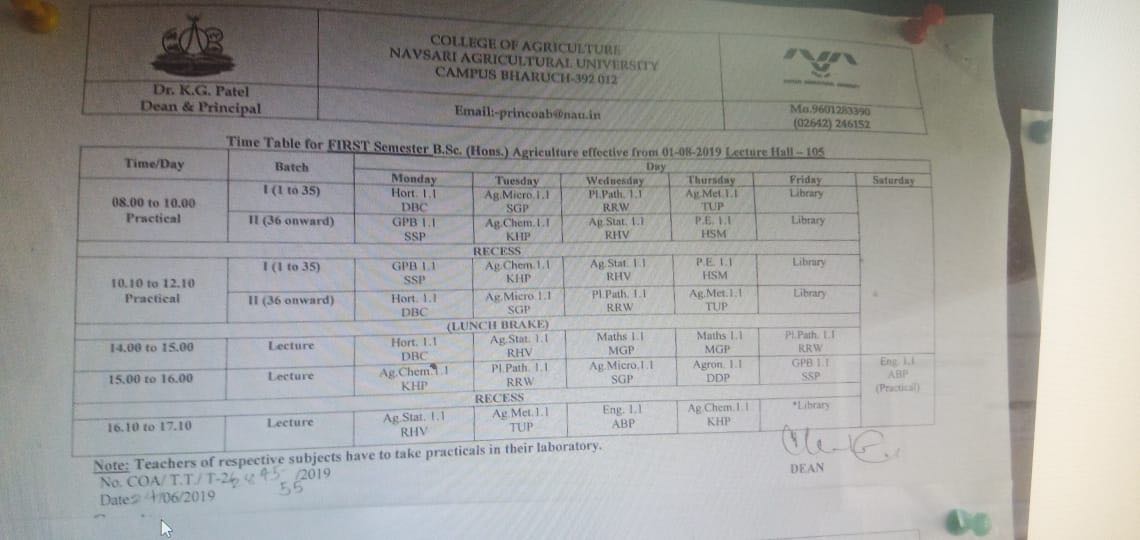 COLLEGE OF AGRICULTURE
NAVSARI AGRICULTURAL UNIVERSITY
CAMPUS BHARUCH-392 012
Dr. K.G. Patel
Dean & Principal
Email:-princoab@nau.in
Mo.9601283390
(02642) 246152
Time Table for FIRST Semester B.Sc. (Hons.) Agriculture effective from 01-08-2019 Lecture Hall – 105
Time/Day Batch Day
Monday Tuesday Wednesday Thursday Friday Saturday
08.00 to 10.00 Practical
I (1 to 35) Hort. 1.1 Ag.Micro.1.1 Pl.Path. 1.1 Ag.Met.1.1 Library
DBC SGP RRW TUP
II (36 onward) GPB 1.1 Ag.Chem.1.1 Ag.Stat. 1.1 P.E. 1.1 Library
SSP KHP RHV HSM
RECESS
10.10 to 12.10 Practical
I (1 to 35) GPB 1.1 Ag.Chem.1.1 Ag.Stat. 1.1 P.E. 1.1 Library
SSP KHP RHV HSM
II (36 onward) Hort. 1.1 Ag.Micro.1.1 Pl.Path. 1.1 Ag.Met.1.1 Library
DBC SGP RRW TUP
(LUNCH BRAKE)
14.00 to 15.00 Lecture Hort. 1.1 Ag.Stat. 1.1 Maths 1.1 Maths 1.1 Pl.Path. 1.1
DBC RHV MGP MGP RRW
15.00 to 16.00 Lecture Ag.Chem.1.1 Pl.Path. 1.1 Ag.Micro.1.1 Agron. 1.1 GPB 1.1 Eng. 1.1
KHP RRW SGP DDP SSP ABP
(Practical)
RECESS
16.10 to 17.10 Lecture Ag.Stat. 1.1 Ag.Met.1.1 Eng. 1.1 Ag.Chem.1.1 *Library
RHV TUP ABP KHP
Note: Teachers of respective subjects have to take practicals in their laboratory.
No. COA/ T.T./ T-2 /2019
55
Date: /06/2019
DEAN